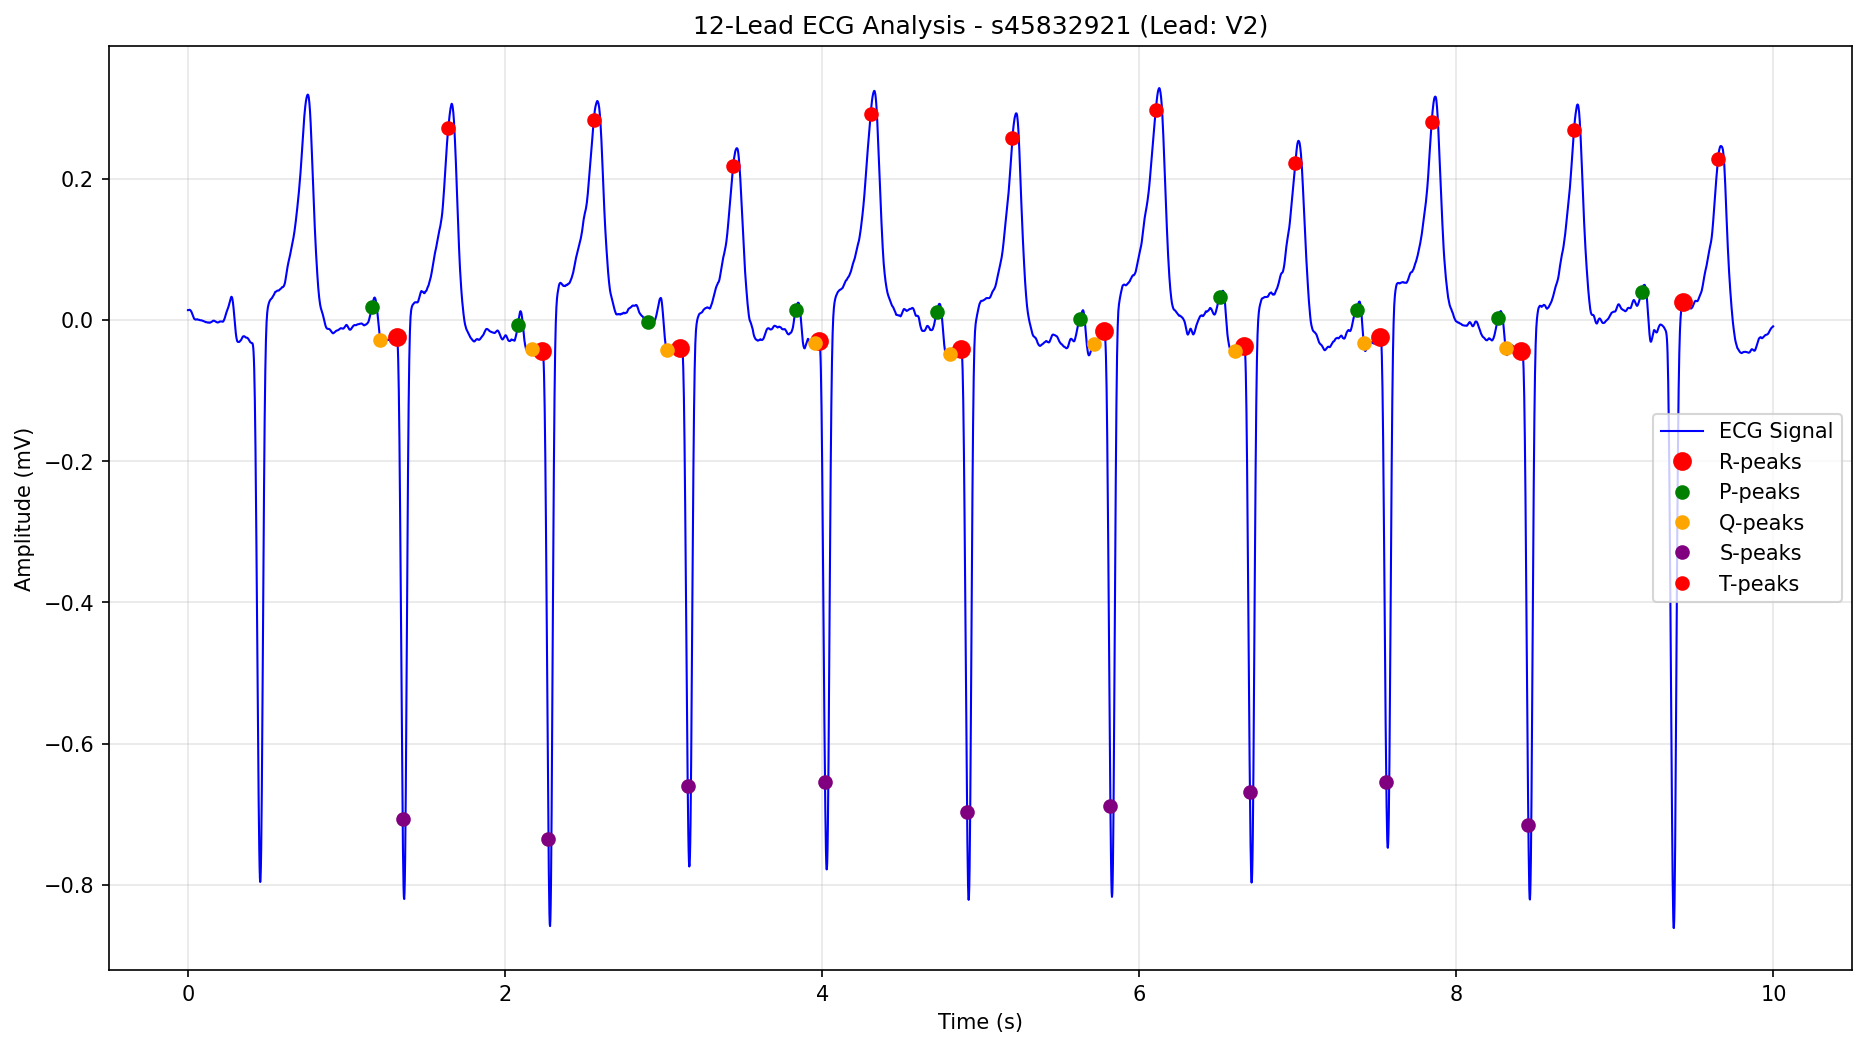 12-Lead ECG Analysis - s45832921 (Lead: V2)
Amplitude (mV)
0.2
0.0
−0.2
−0.4
−0.6
−0.8
ECG Signal
R-peaks
P-peaks
Q-peaks
S-peaks
T-peaks
0 2 4 6 8 10
Time (s)